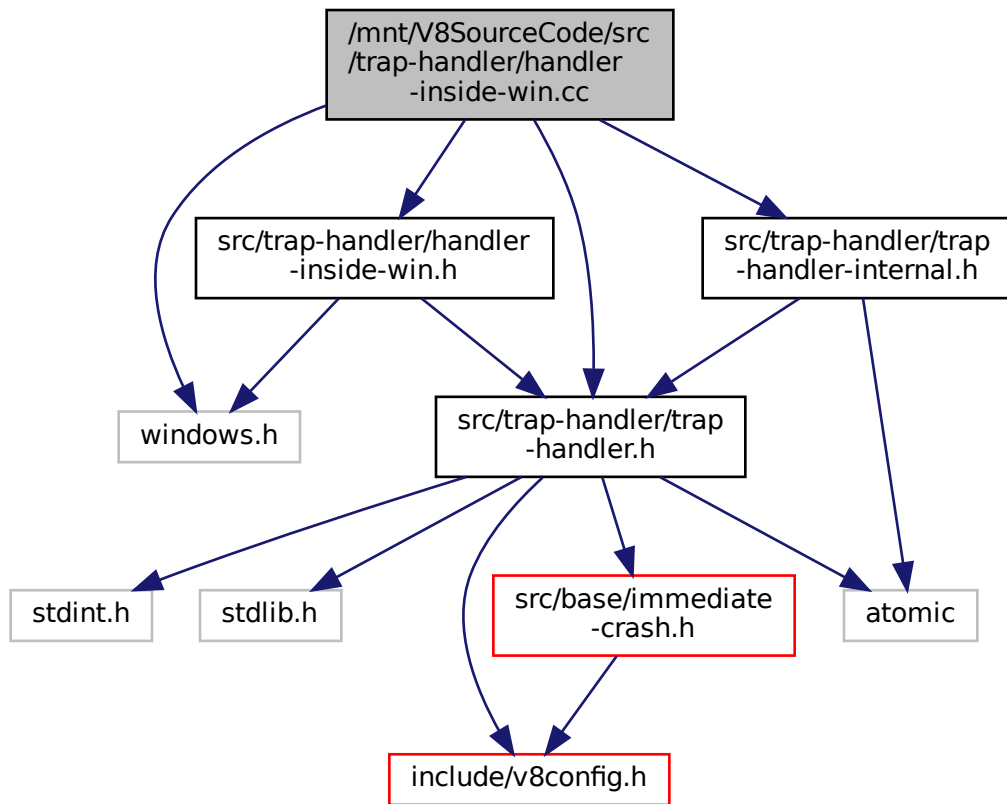 /mnt/V8SourceCode/src
/trap-handler/handler
-inside-win.cc
src/trap-handler/handler
-inside-win.h
src/trap-handler/trap
-handler-internal.h
windows.h
src/trap-handler/trap
-handler.h
stdint.h
stdlib.h
src/base/immediate
-crash.h
atomic
include/v8config.h